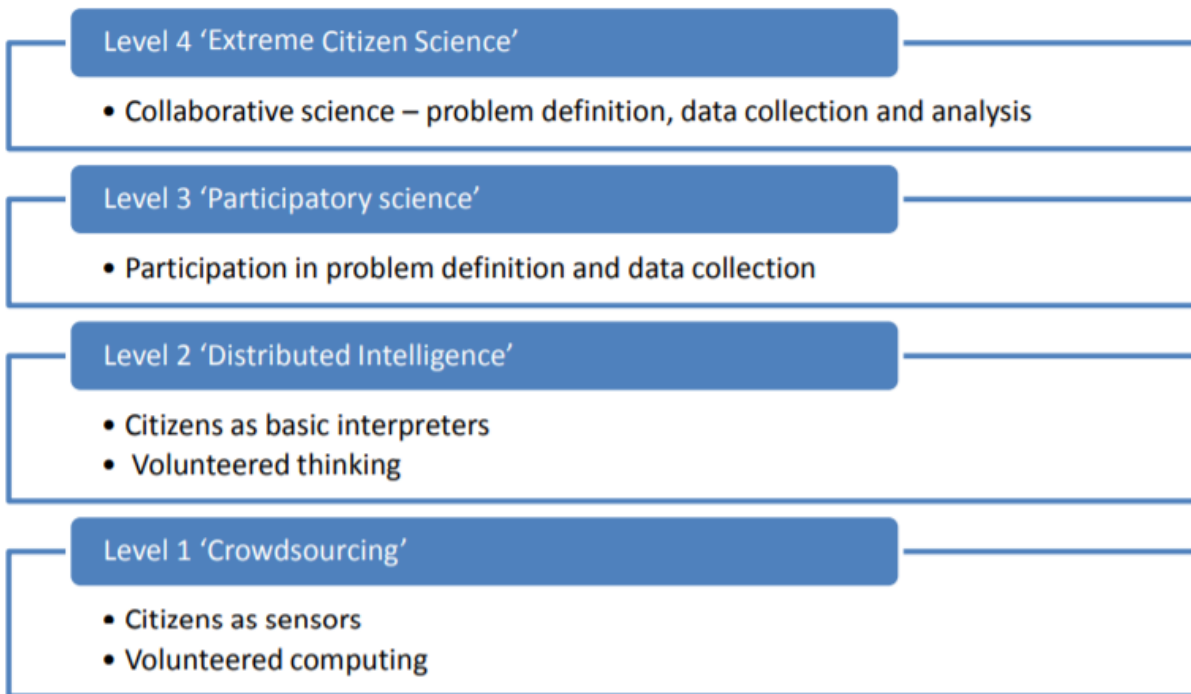 Level 4 ‘Extreme Citizen Science’
• Collaborative science – problem definition, data collection and analysis
Level 3 ‘Participatory science’
• Participation in problem definition and data collection
Level 2 ‘Distributed Intelligence’
• Citizens as basic interpreters
• Volunteered thinking
Level 1 ‘Crowdsourcing’
• Citizens as sensors
• Volunteered computing